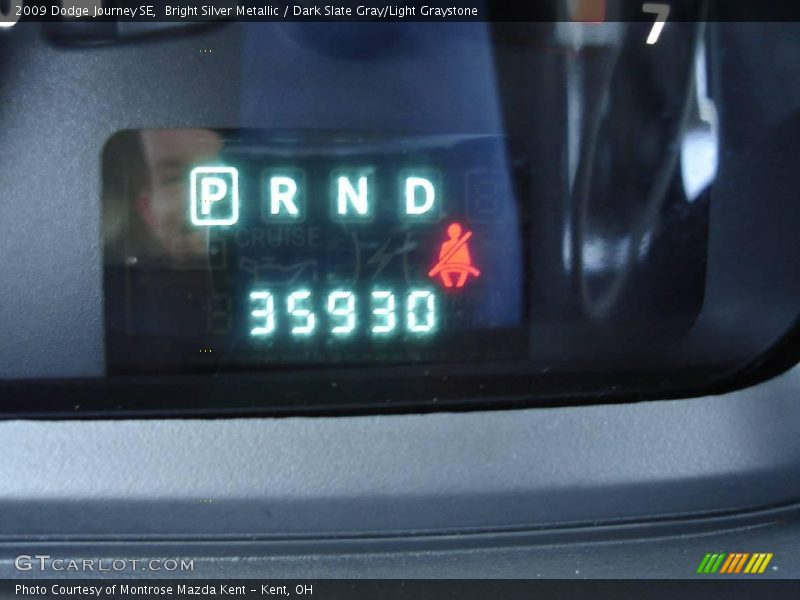 2009 Dodge Journey SE, Bright Silver Metallic / Dark Slate Gray/Light Graystone
7
P R N D
CRUISE
35930
GTCARLOT.COM
Photo Courtesy of Montrose Mazda Kent - Kent, OH